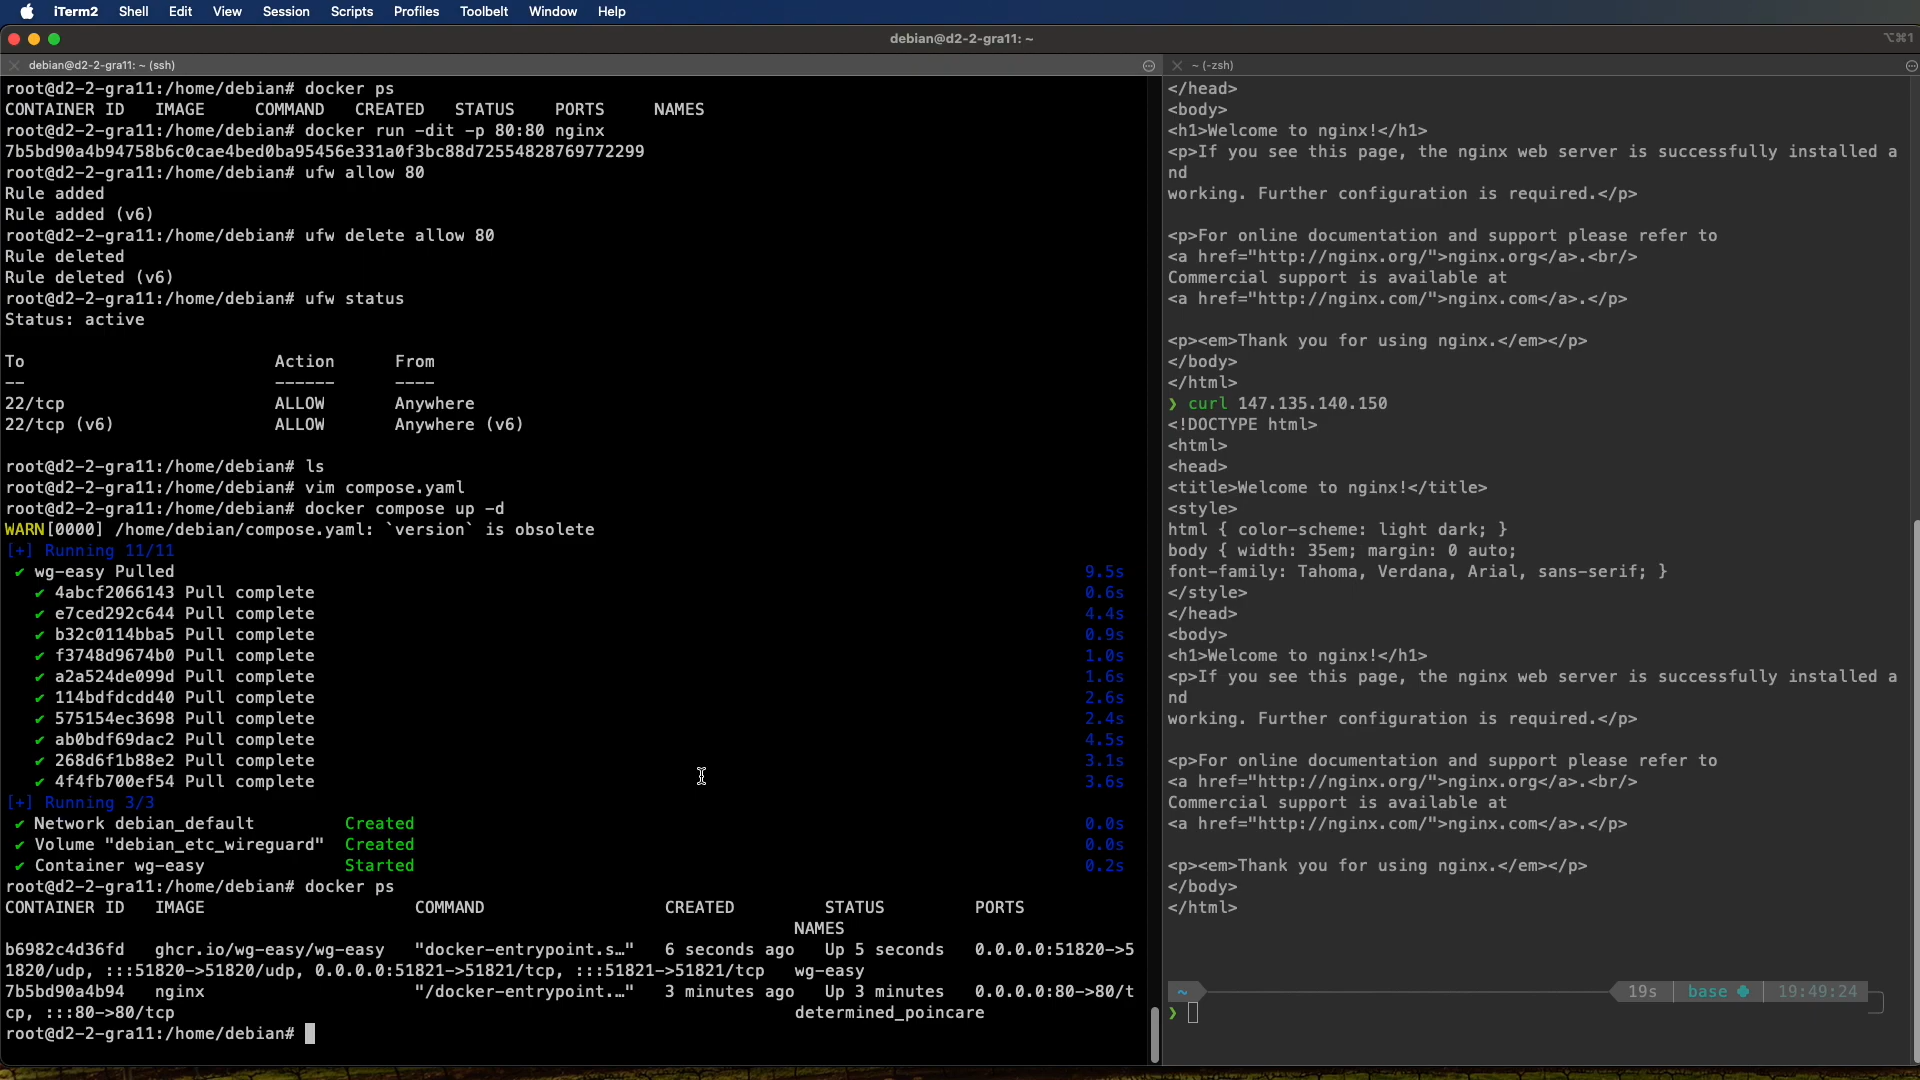 iTerm2 Shell Edit View Session Scripts Profiles Toolbelt Window Help
debian@d2-2-gra11: ~
⌥⌘1
debian@d2-2-gra11: ~ (ssh)
root@d2-2-gra11:/home/debian# docker ps
CONTAINER ID   IMAGE     COMMAND   CREATED   STATUS    PORTS     NAMES
root@d2-2-gra11:/home/debian# docker run -dit -p 80:80 nginx
7b5bd90a4b94758b6c0cae4bed0ba95456e331a0f3bc88d72554828769772299
root@d2-2-gra11:/home/debian# ufw allow 80
Rule added
Rule added (v6)
root@d2-2-gra11:/home/debian# ufw delete allow 80
Rule deleted
Rule deleted (v6)
root@d2-2-gra11:/home/debian# ufw status
Status: active
To                         Action      From
--                         ------      ----
22/tcp                     ALLOW       Anywhere
22/tcp (v6)                ALLOW       Anywhere (v6)
root@d2-2-gra11:/home/debian# ls
root@d2-2-gra11:/home/debian# vim compose.yaml
root@d2-2-gra11:/home/debian# docker compose up -d
WARN[0000] /home/debian/compose.yaml: `version` is obsolete
[+] Running 11/11
✔ wg-easy Pulled 9.5s
✔ 4abcf2066143 Pull complete 0.6s
✔ e7ced292c644 Pull complete 4.4s
✔ b32c0114bba5 Pull complete 0.9s
✔ f3748d9674b0 Pull complete 1.0s
✔ a2a524de099d Pull complete 1.6s
✔ 114bdfdcdd40 Pull complete 2.6s
✔ 575154ec3698 Pull complete 2.4s
✔ ab0bdf69dac2 Pull complete 4.5s
✔ 268d6f1b88e2 Pull complete 3.1s
✔ 4f4fb700ef54 Pull complete 3.6s
[+] Running 3/3
✔ Network debian_default Created 0.0s
✔ Volume "debian_etc_wireguard" Created 0.0s
✔ Container wg-easy Started 0.2s
root@d2-2-gra11:/home/debian# docker ps
CONTAINER ID   IMAGE                     COMMAND                  CREATED         STATUS         PORTS
NAMES
b6982c4d36fd   ghcr.io/wg-easy/wg-easy   "docker-entrypoint.s…"   6 seconds ago   Up 5 seconds   0.0.0.0:51820->5
1820/udp, :::51820->51820/udp, 0.0.0.0:51821->51821/tcp, :::51821->51821/tcp   wg-easy
7b5bd90a4b94   nginx                     "/docker-entrypoint.…"   3 minutes ago   Up 3 minutes   0.0.0.0:80->80/t
cp, :::80->80/tcp                                                              determined_poincare
root@d2-2-gra11:/home/debian#
~ (-zsh)
</head>
<body>
<h1>Welcome to nginx!</h1>
<p>If you see this page, the nginx web server is successfully installed a
nd
working. Further configuration is required.</p>
<p>For online documentation and support please refer to
<a href="http://nginx.org/">nginx.org</a>.<br/>
Commercial support is available at
<a href="http://nginx.com/">nginx.com</a>.</p>
<p><em>Thank you for using nginx.</em></p>
</body>
</html>
❯ curl 147.135.140.150
<!DOCTYPE html>
<html>
<head>
<title>Welcome to nginx!</title>
<style>
html { color-scheme: light dark; }
body { width: 35em; margin: 0 auto;
font-family: Tahoma, Verdana, Arial, sans-serif; }
</style>
</head>
<body>
<h1>Welcome to nginx!</h1>
<p>If you see this page, the nginx web server is successfully installed a
nd
working. Further configuration is required.</p>
<p>For online documentation and support please refer to
<a href="http://nginx.org/">nginx.org</a>.<br/>
Commercial support is available at
<a href="http://nginx.com/">nginx.com</a>.</p>
<p><em>Thank you for using nginx.</em></p>
</body>
</html>
~ 19s base 19:49:24
❯